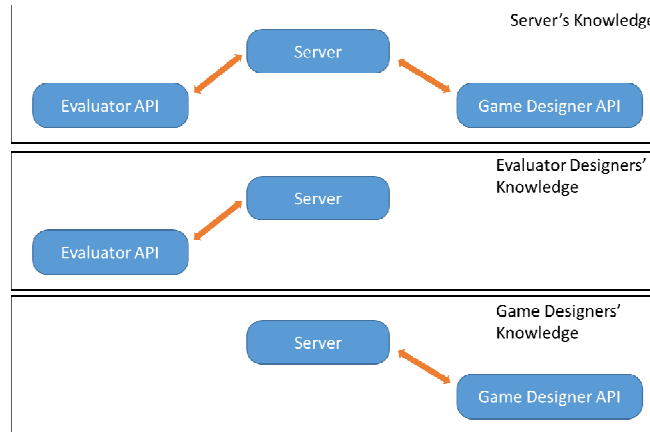 Server's Knowledge
Server
Evaluator API
Game Designer API
Evaluator Designers'
Knowledge
Server
Evaluator API
Game Designers'
Knowledge
Server
Game Designer API